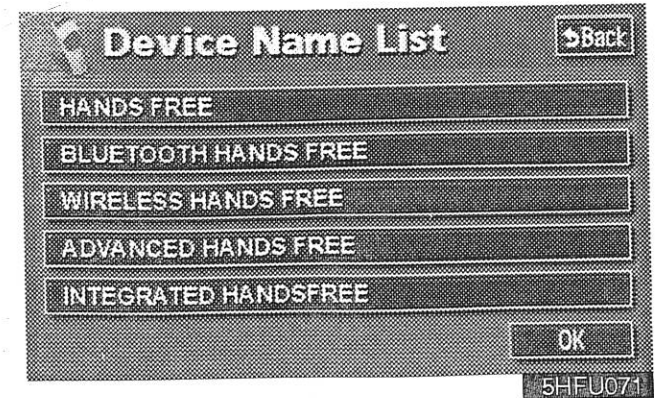 Device Name List
Back
HANDS FREE
BLUETOOTH HANDS FREE
WIRELESS HANDS FREE
ADVANCED HANDS FREE
INTEGRATED HANDSFREE
OK
5HFU071